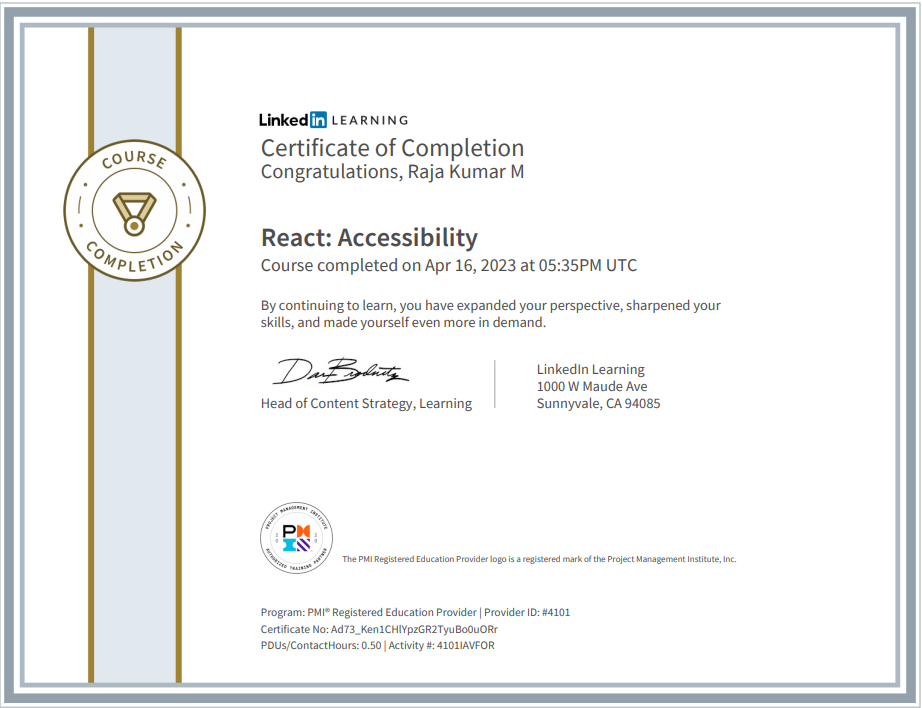 COURSE
COMPLETION
Linked in LEARNING
Certificate of Completion
Congratulations, Raja Kumar M
React: Accessibility
Course completed on Apr 16, 2023 at 05:35PM UTC
By continuing to learn, you have expanded your perspective, sharpened your
skills, and made yourself even more in demand.
Head of Content Strategy, Learning
LinkedIn Learning
1000 W Maude Ave
Sunnyvale, CA 94085
PROJECT MANAGEMENT INSTITUTE
PMI
AUTHORIZED TRAINING PARTNER
The PMI Registered Education Provider logo is a registered mark of the Project Management Institute, Inc.
Program: PMI® Registered Education Provider | Provider ID: #4101
Certificate No: Ad73_Ken1CHlYpzGR2TyuBo0uORr
PDUs/ContactHours: 0.50 | Activity #: 4101IAVFOR